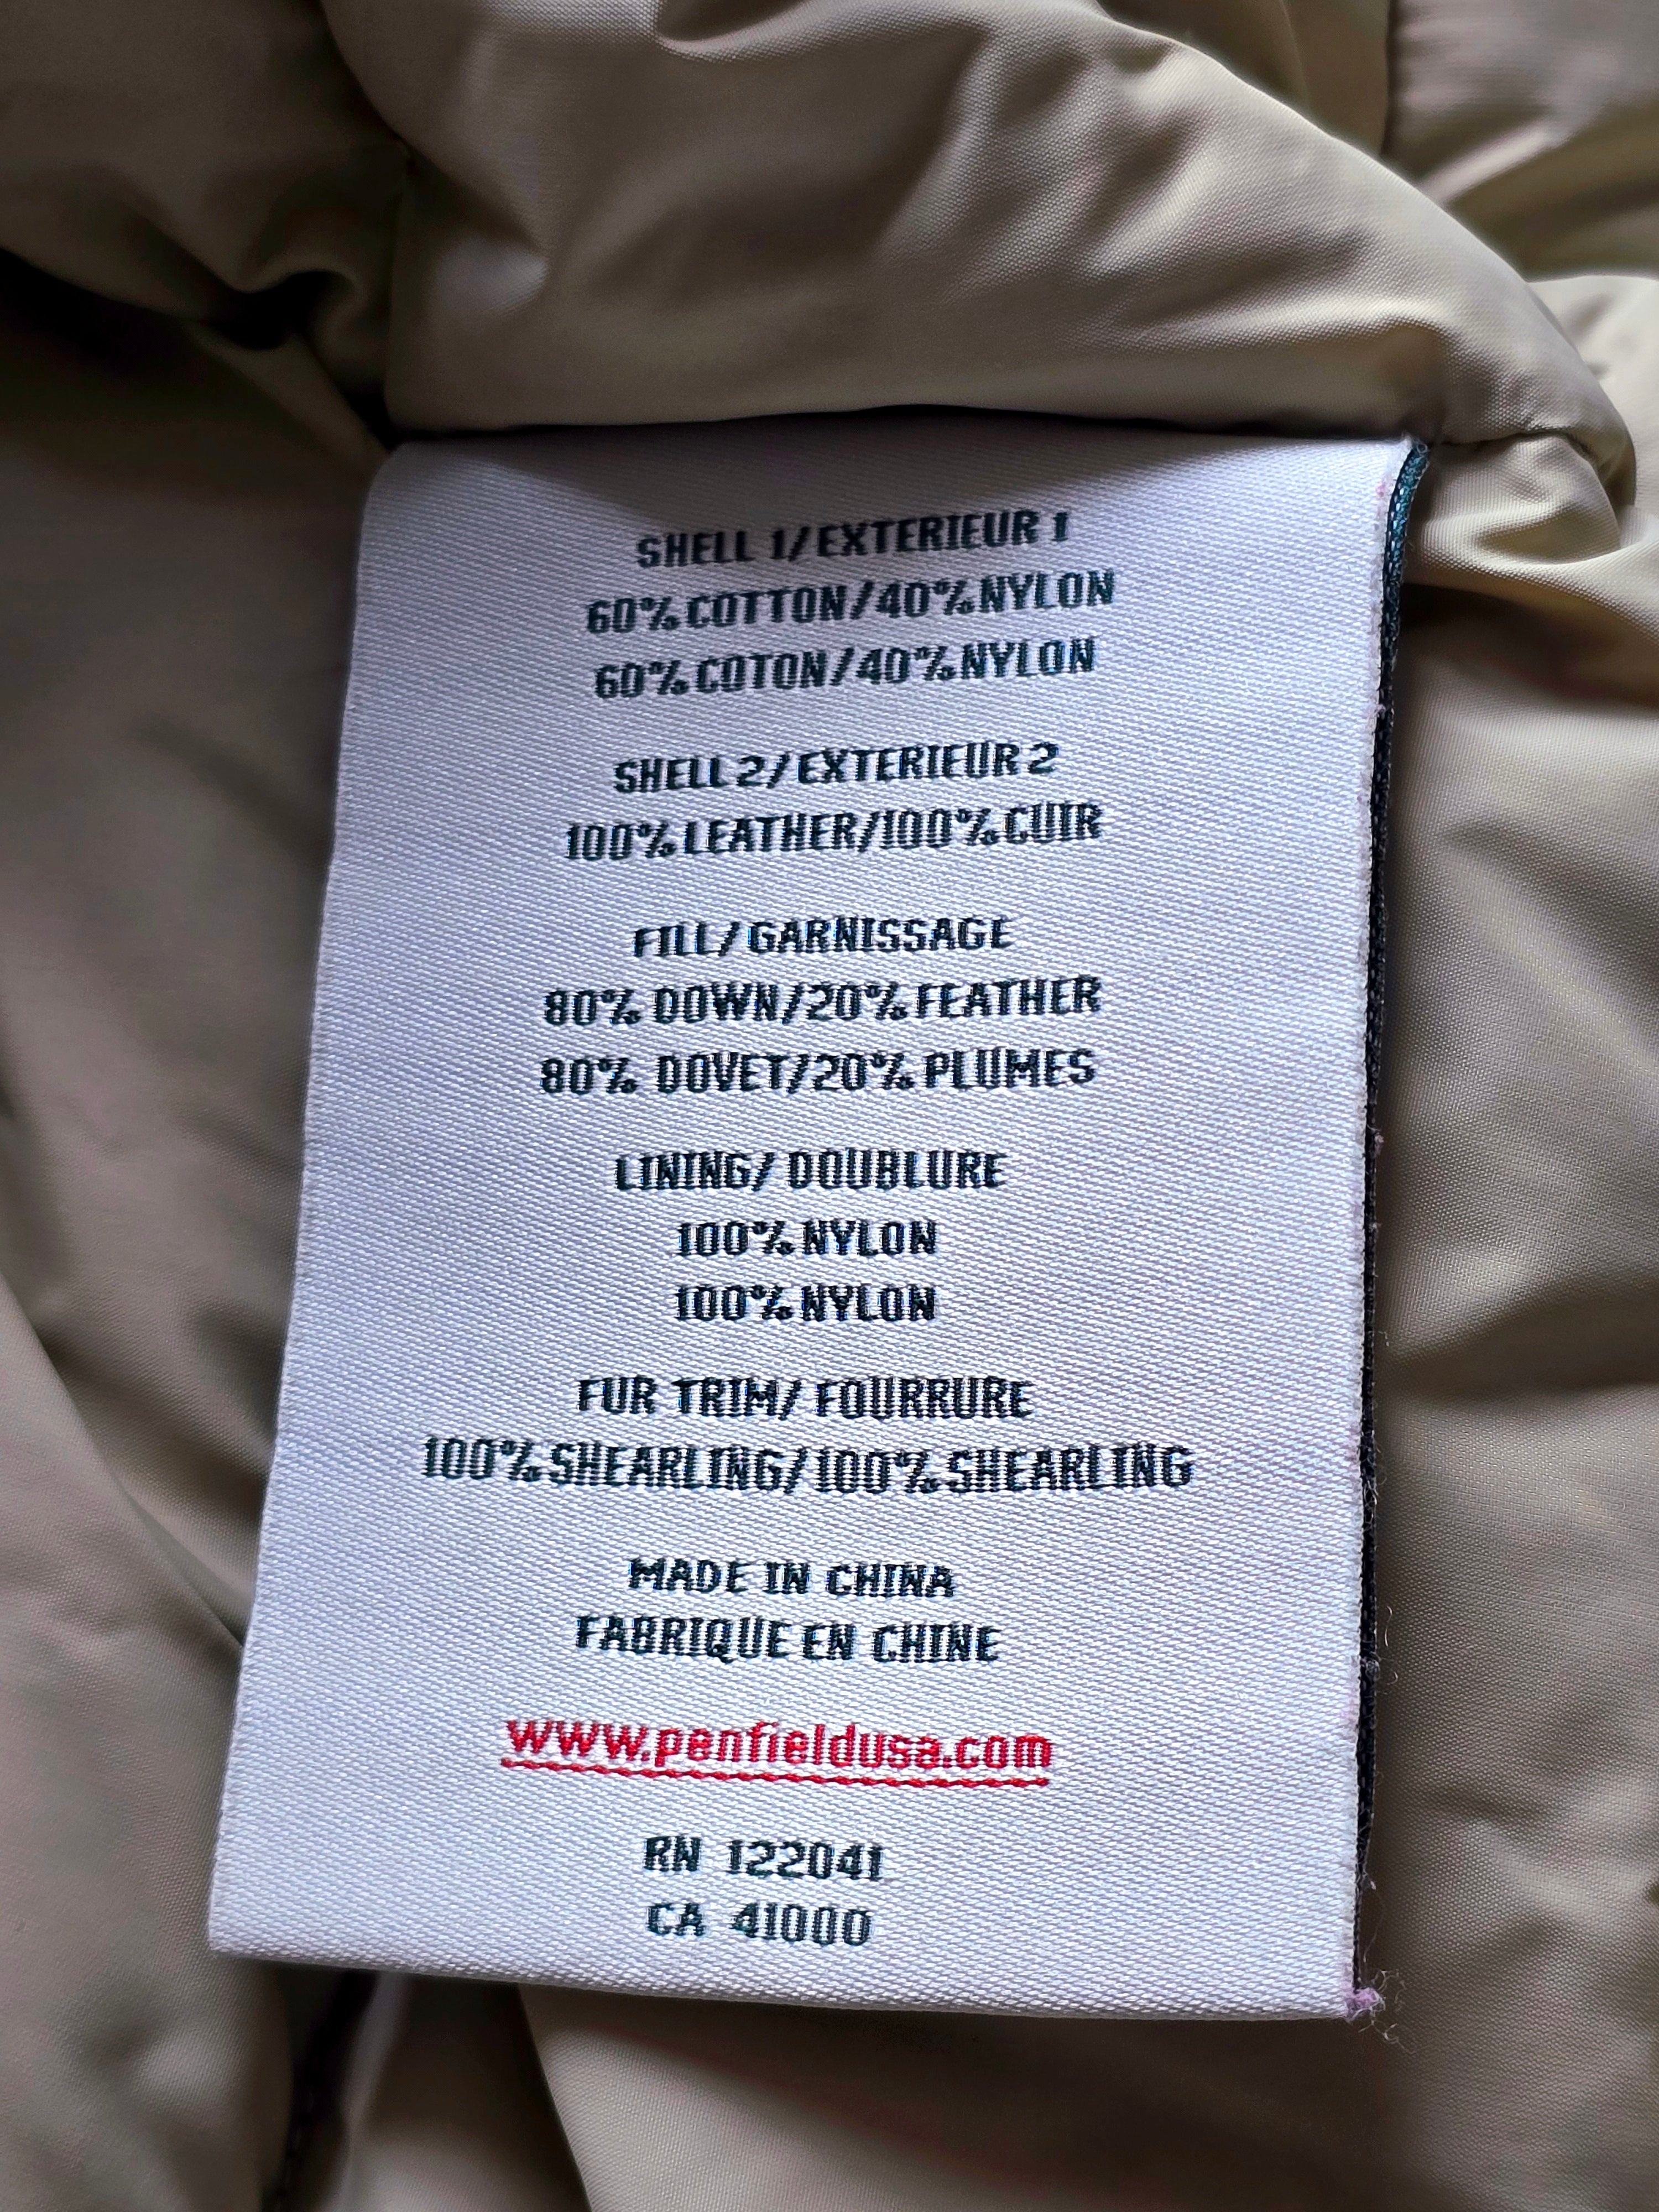 SHELL 1/EXTERIEUR 1
60% COTTON/40% NYLON
60% COTON/40% NYLON
SHELL 2/EXTERIEUR 2
100% LEATHER/100% CUIR
FILL/GARNISSAGE
80% DOWN/20% FEATHER
80% DOVET/20% PLUMES
LINING/ DOUBLURE
100% NYLON
100% NYLON
FUR TRIM/ FOURRURE
100% SHEARLING/100% SHEARLING
MADE IN CHINA
FABRIQUE EN CHINE
www.penfieldusa.com
RN 122041
CA 41000